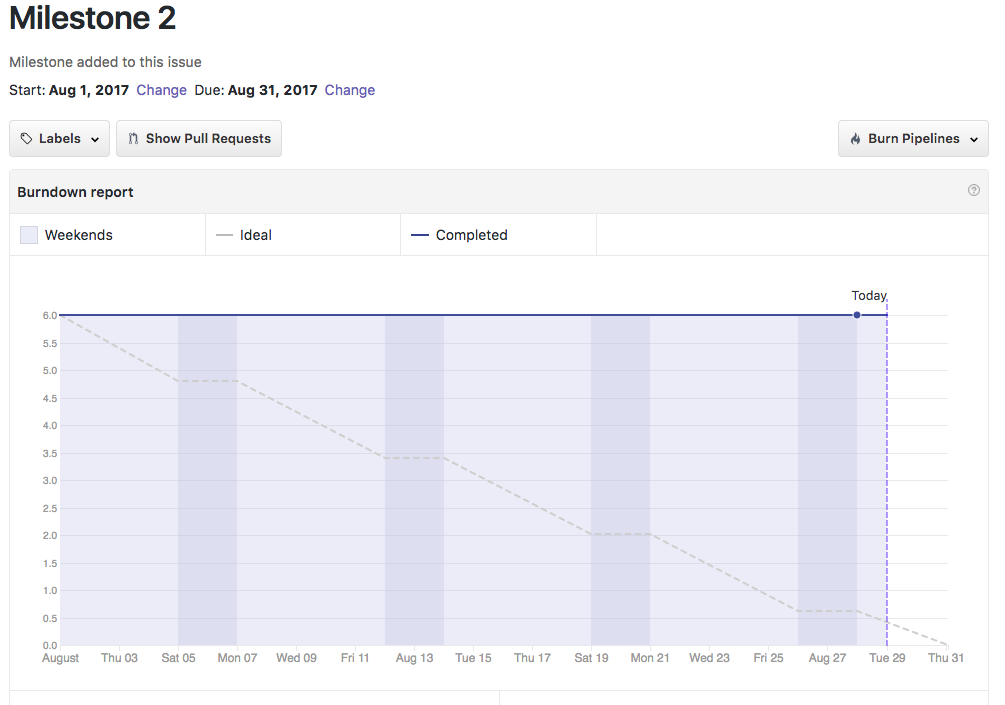 Milestone 2
Milestone added to this issue
Start: Aug 1, 2017 Change Due: Aug 31, 2017 Change
Labels Show Pull Requests Burn Pipelines
Burndown report
Weekends Ideal Completed
Today
6.0
5.5
5.0
4.5
4.0
3.5
3.0
2.5
2.0
1.5
1.0
0.5
0.0
August Thu 03 Sat 05 Mon 07 Wed 09 Fri 11 Aug 13 Tue 15 Thu 17 Sat 19 Mon 21 Wed 23 Fri 25 Aug 27 Tue 29 Thu 31